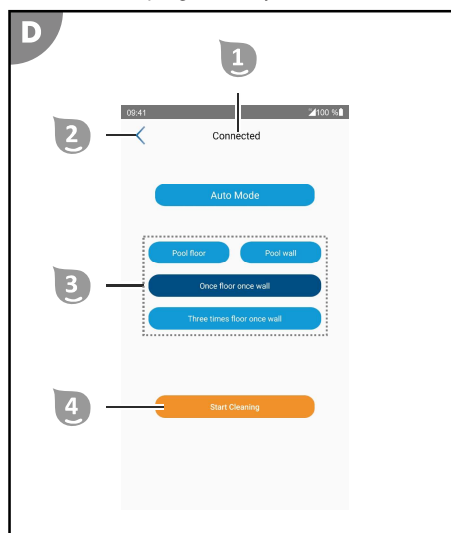 D
1
09:41 100 %
2
Connected
Auto Mode
Pool floor Pool wall
3
Once floor once wall
Three times floor once wall
4
Start Cleaning